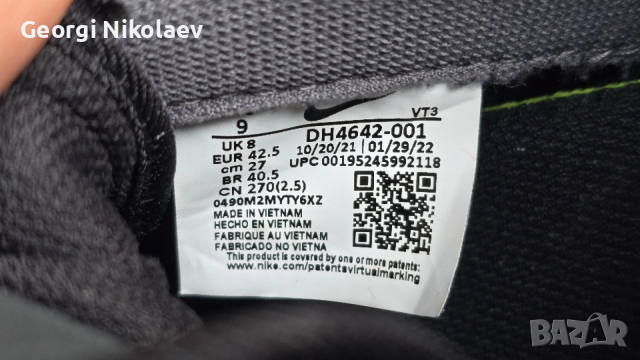 Georgi Nikolaev
VT3
9
UK 8
EUR 42.5
cm 27
BR 40.5
CN 270(2.5)
DH4642-001
10/20/21 01/29/22
UPC 00195245992118
0490M2MYTY6XZ
MADE IN VIETNAM
HECHO EN VIETNAM
FABRIQUE AU VIETNAM
FABRICADO NO VIETNA
This product is covered by one or more patents:
www.nike.com/patentsvirtualmarking
BAZAR
.bg